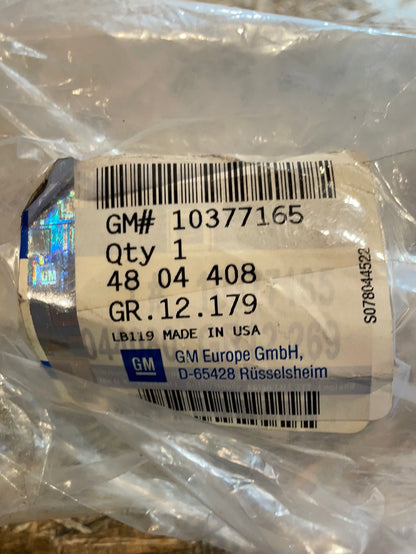 GM# 10377165
Qty 1
48 04 408
GR.12.179
LB119 MADE IN USA
GM
GM Europe GmbH,
D-65428 Rüsselsheim
S078044522
GM